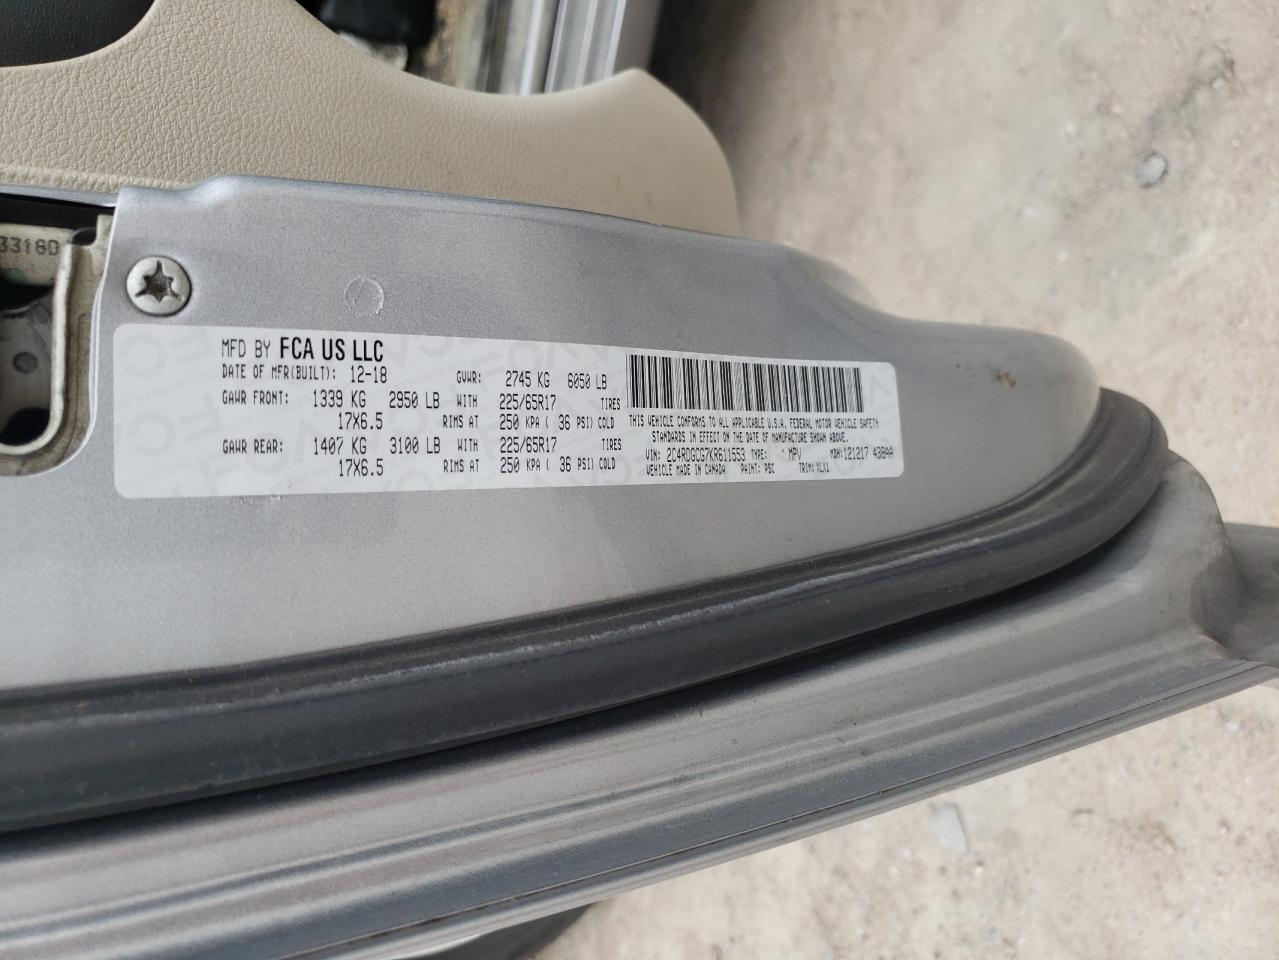 3318D
MFD BY FCA US LLC
DATE OF MFR(BUILT): 12-18 GVWR: 2745 KG 6050 LB
GAWR FRONT: 1339 KG 2950 LB WITH 225/65R17 TIRES
17X6.5 RIMS AT 250 KPA ( 36 PSI) COLD
GAWR REAR: 1407 KG 3100 LB WITH 225/65R17 TIRES
17X6.5 RIMS AT 250 KPA ( 36 PSI) COLD
THIS VEHICLE CONFORMS TO ALL APPLICABLE U.S.A. FEDERAL MOTOR VEHICLE SAFETY
STANDARDS IN EFFECT ON THE DATE OF MANUFACTURE SHOWN ABOVE.
VIN: 2C4RDGCG7KR611553 TYPE: MPV MDH: 121217 438AA
VEHICLE MADE IN CANADA PAINT: PSC TRIM: